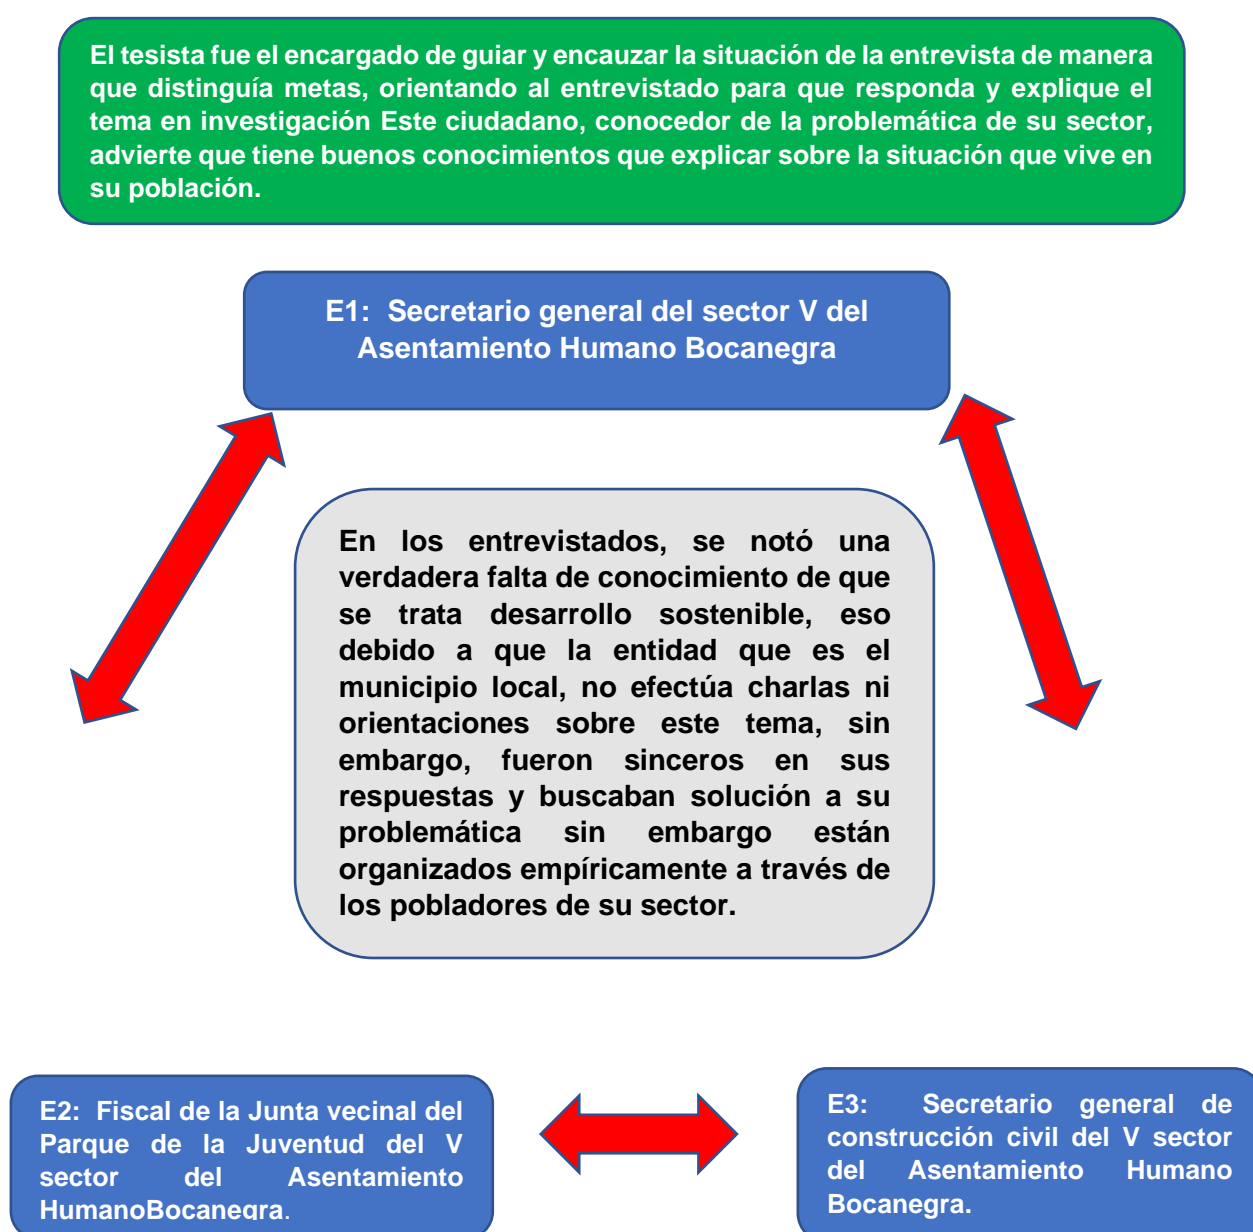 El tesista fue el encargado de guiar y encauzar la situación de la entrevista de manera
que distinguía metas, orientando al entrevistado para que responda y explique el
tema en investigación Este ciudadano, conocedor de la problemática de su sector,
advierte que tiene buenos conocimientos que explicar sobre la situación que vive en
su población.
E1: Secretario general del sector V del
Asentamiento Humano Bocanegra
En los entrevistados, se notó una
verdadera falta de conocimiento de que
se trata desarrollo sostenible, eso
debido a que la entidad que es el
municipio local, no efectúa charlas ni
orientaciones sobre este tema, sin
embargo, fueron sinceros en sus
respuestas y buscaban solución a su
problemática sin embargo están
organizados empíricamente a través de
los pobladores de su sector.
E2: Fiscal de la Junta vecinal del
Parque de la Juventud del V
sector del Asentamiento
HumanoBocanegra.
E3: Secretario general de
construcción civil del V sector
del Asentamiento Humano
Bocanegra.